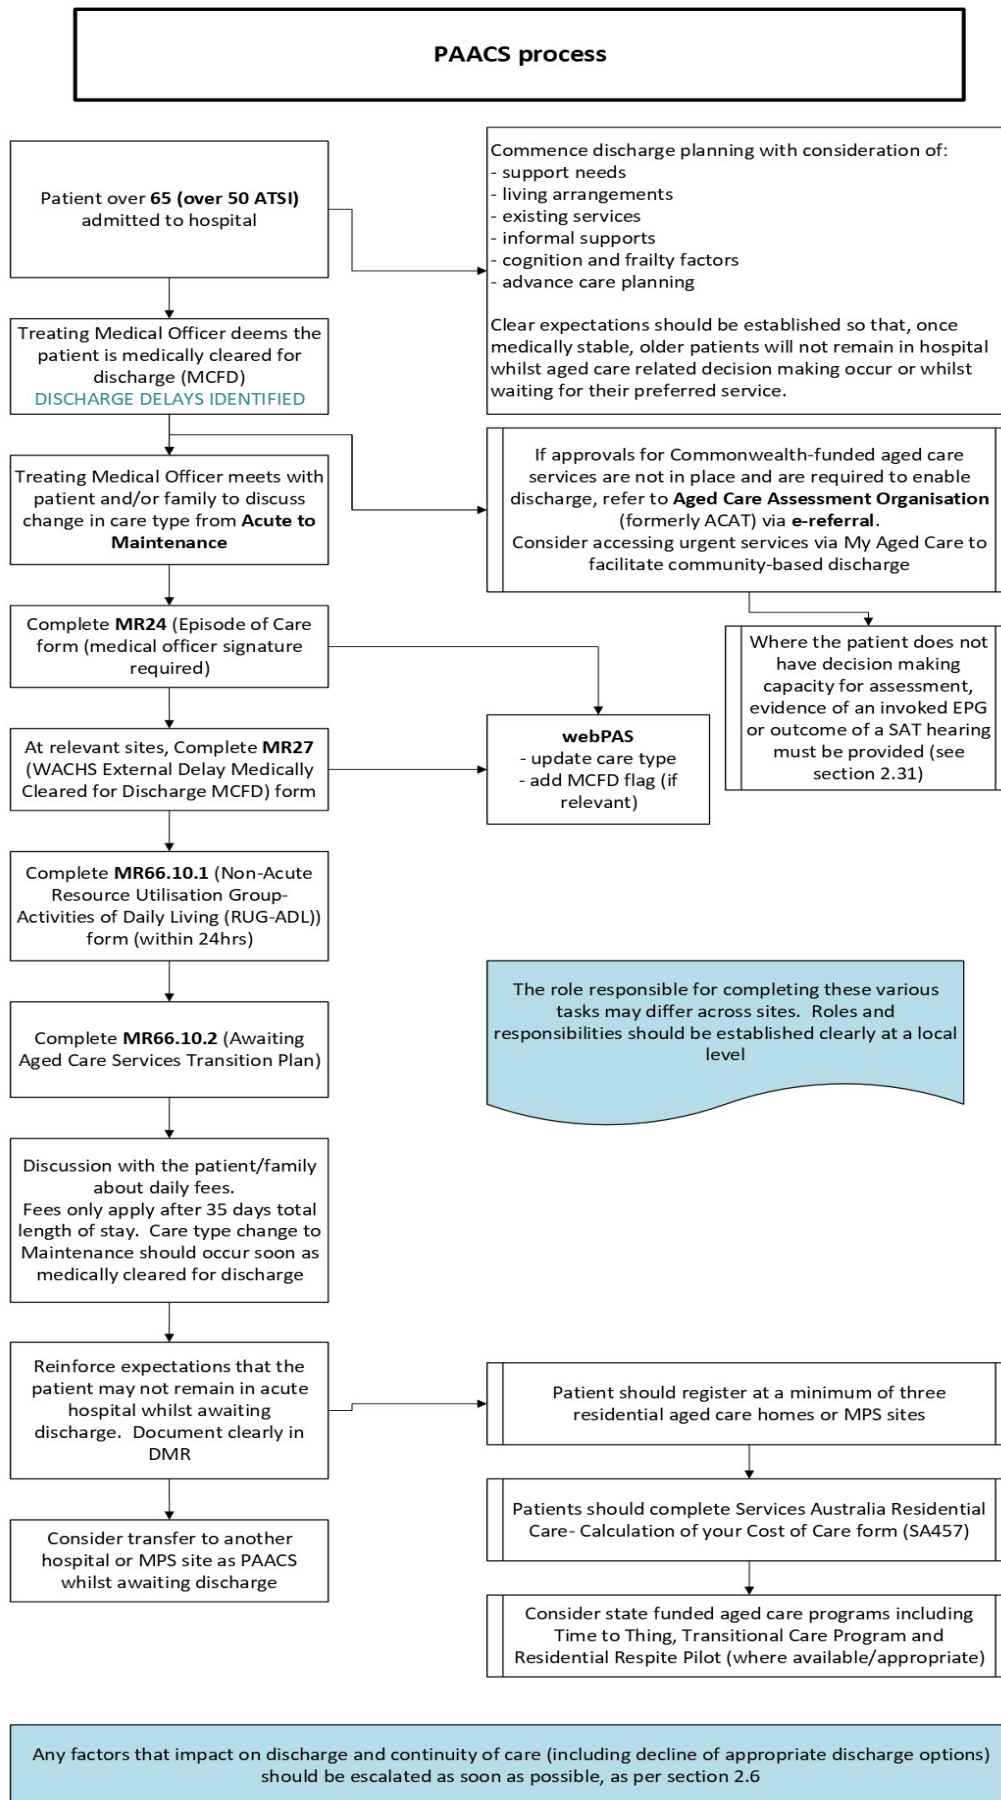 PAACS process
Patient over 65 (over 50 ATSI)
admitted to hospital
Commence discharge planning with consideration of:
- support needs
- living arrangements
- existing services
- informal supports
- cognition and frailty factors
- advance care planning
Clear expectations should be established so that, once
medically stable, older patients will not remain in hospital
whilst aged care related decision making occur or whilst
waiting for their preferred service.
Treating Medical Officer deems the
patient is medically cleared for
discharge (MCFD)
DISCHARGE DELAYS IDENTIFIED
Treating Medical Officer meets with
patient and/or family to discuss
change in care type from Acute to
Maintenance
If approvals for Commonwealth-funded aged care
services are not in place and are required to enable
discharge, refer to Aged Care Assessment Organisation
(formerly ACAT) via e-referral.
Consider accessing urgent services via My Aged Care to
facilitate community-based discharge
Complete MR24 (Episode of Care
form (medical officer signature
required)
Where the patient does not
have decision making
capacity for assessment,
evidence of an invoked EPG
or outcome of a SAT hearing
must be provided (see
section 2.31)
At relevant sites, Complete MR27
(WACHS External Delay Medically
Cleared for Discharge MCFD) form
webPAS
- update care type
- add MCFD flag (if
relevant)
Complete MR66.10.1 (Non-Acute
Resource Utilisation Group-
Activities of Daily Living (RUG-ADL))
form (within 24hrs)
Complete MR66.10.2 (Awaiting
Aged Care Services Transition Plan)
The role responsible for completing these various
tasks may differ across sites. Roles and
responsibilities should be established clearly at a local
level
Discussion with the patient/family
about daily fees.
Fees only apply after 35 days total
length of stay. Care type change to
Maintenance should occur soon as
medically cleared for discharge
Reinforce expectations that the
patient may not remain in acute
hospital whilst awaiting
discharge. Document clearly in
DMR
Patient should register at a minimum of three
residential aged care homes or MPS sites
Consider transfer to another
hospital or MPS site as PAACS
whilst awaiting discharge
Patients should complete Services Australia Residential
Care- Calculation of your Cost of Care form (SA457)
Consider state funded aged care programs including
Time to Thing, Transitional Care Program and
Residential Respite Pilot (where available/appropriate)
Any factors that impact on discharge and continuity of care (including decline of appropriate discharge options)
should be escalated as soon as possible, as per section 2.6